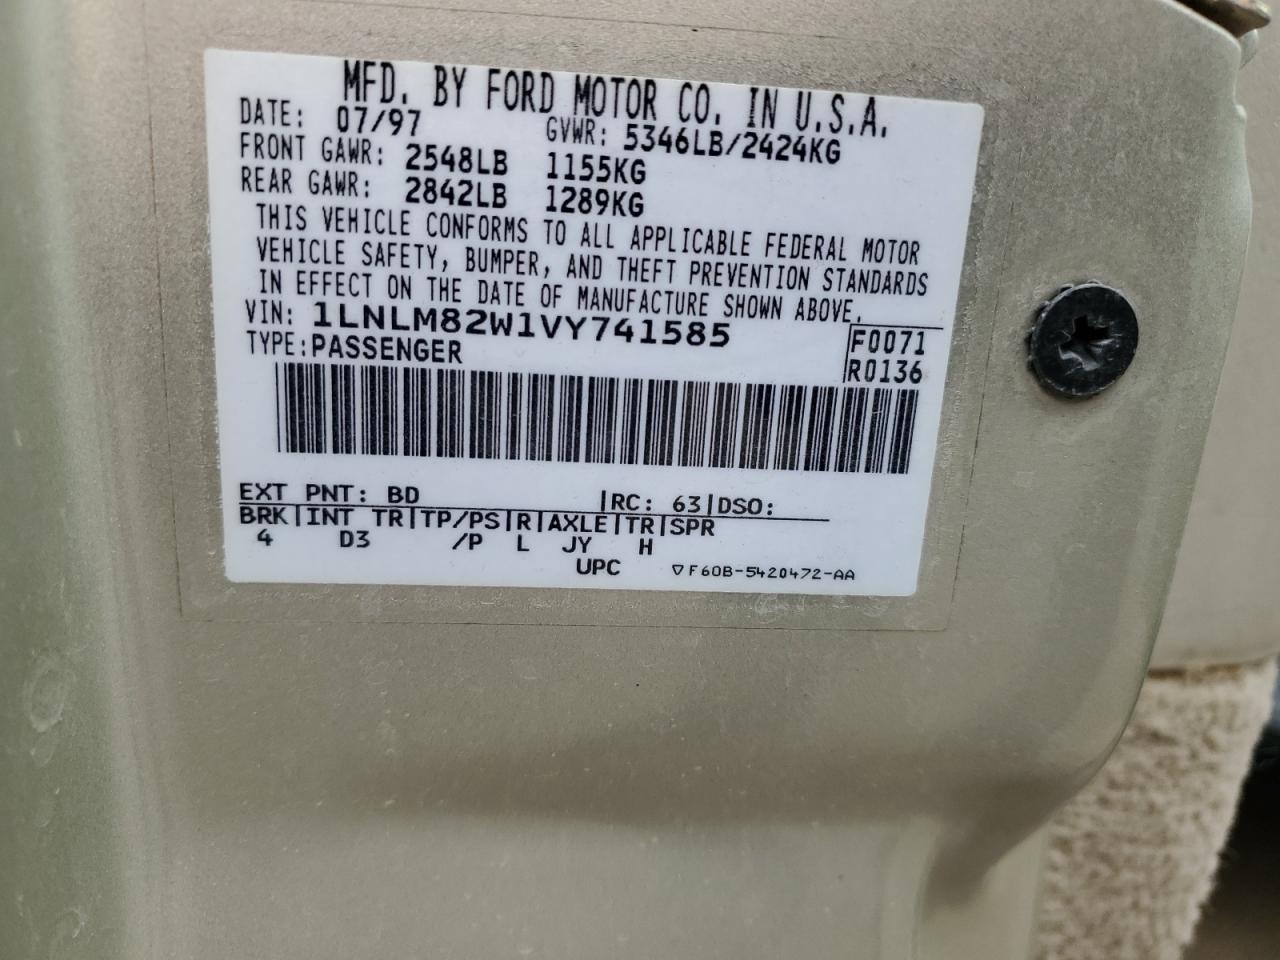 MFD. BY FORD MOTOR CO. IN U.S.A.
DATE: 07/97 GVWR: 5346LB/2424KG
FRONT GAWR: 2548LB 1155KG
REAR GAWR: 2842LB 1289KG
THIS VEHICLE CONFORMS TO ALL APPLICABLE FEDERAL MOTOR
VEHICLE SAFETY, BUMPER, AND THEFT PREVENTION STANDARDS
IN EFFECT ON THE DATE OF MANUFACTURE SHOWN ABOVE.
VIN: 1LNLM82W1VY741585
F0071
TYPE:PASSENGER
R0136
EXT PNT: BD |RC: 63|DSO:
BRK|INT TR|TP/PS|R|AXLE|TR|SPR
4 D3 /P L JY H
UPC ▽F60B-5420472-AA